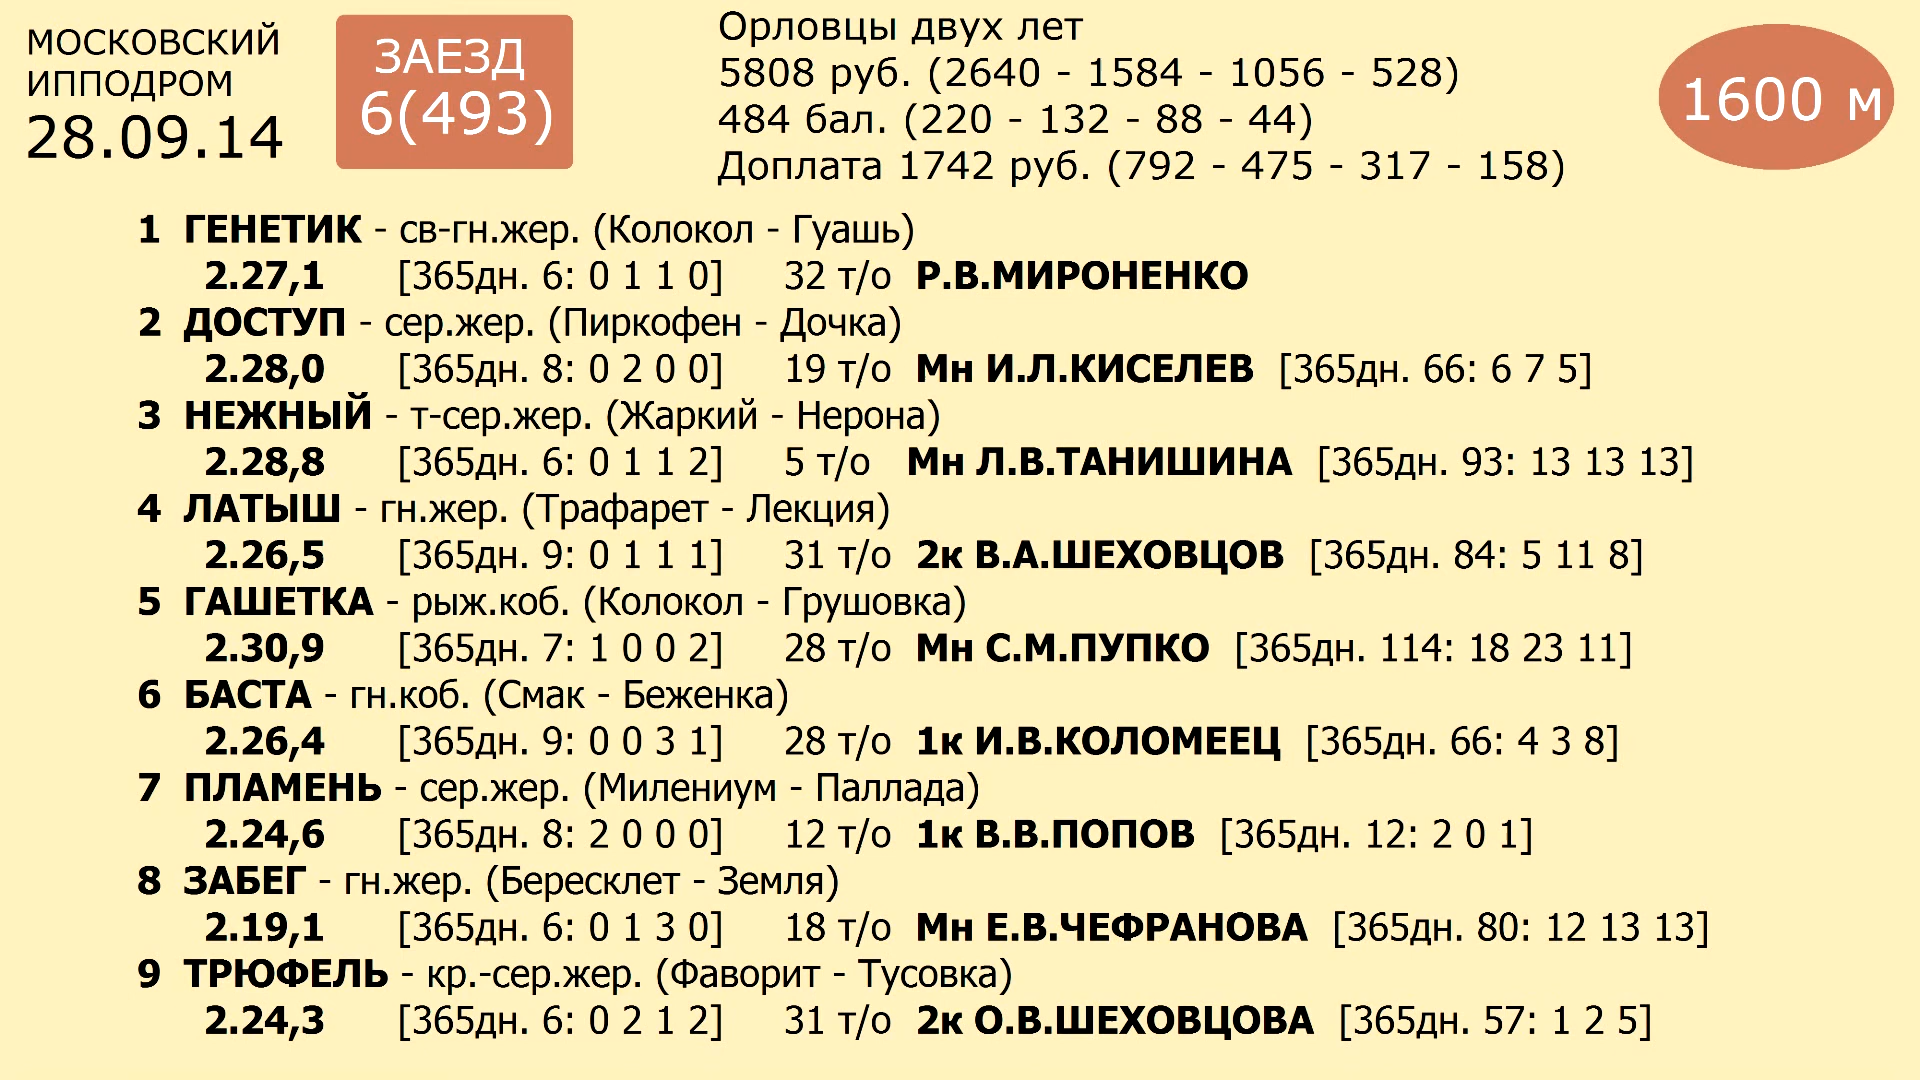 МОСКОВСКИЙ
ИППОДРОМ
28.09.14
ЗАЕЗД
6(493)
Орловцы двух лет
5808 руб. (2640 - 1584 - 1056 - 528)
484 бал. (220 - 132 - 88 - 44)
Доплата 1742 руб. (792 - 475 - 317 - 158)
1600 м
1 ГЕНЕТИК - св-гн.жер. (Колокол - Гуашь)
2.27,1 [365дн. 6: 0 1 1 0] 32 т/о Р.В.МИРОНЕНКО
2 ДОСТУП - сер.жер. (Пиркофен - Дочка)
2.28,0 [365дн. 8: 0 2 0 0] 19 т/о Мн И.Л.КИСЕЛЕВ [365дн. 66: 6 7 5]
3 НЕЖНЫЙ - т-сер.жер. (Жаркий - Нерона)
2.28,8 [365дн. 6: 0 1 1 2] 5 т/о Мн Л.В.ТАНИШИНА [365дн. 93: 13 13 13]
4 ЛАТЫШ - гн.жер. (Трафарет - Лекция)
2.26,5 [365дн. 9: 0 1 1 1] 31 т/о 2к В.А.ШЕХОВЦОВ [365дн. 84: 5 11 8]
5 ГАШЕТКА - рыж.коб. (Колокол - Грушовка)
2.30,9 [365дн. 7: 1 0 0 2] 28 т/о Мн С.М.ПУПКО [365дн. 114: 18 23 11]
6 БАСТА - гн.коб. (Смак - Беженка)
2.26,4 [365дн. 9: 0 0 3 1] 28 т/о 1к И.В.КОЛОМЕЕЦ [365дн. 66: 4 3 8]
7 ПЛАМЕНЬ - сер.жер. (Милениум - Паллада)
2.24,6 [365дн. 8: 2 0 0 0] 12 т/о 1к В.В.ПОПОВ [365дн. 12: 2 0 1]
8 ЗАБЕГ - гн.жер. (Бересклет - Земля)
2.19,1 [365дн. 6: 0 1 3 0] 18 т/о Мн Е.В.ЧЕФРАНОВА [365дн. 80: 12 13 13]
9 ТРЮФЕЛЬ - кр.-сер.жер. (Фаворит - Тусовка)
2.24,3 [365дн. 6: 0 2 1 2] 31 т/о 2к О.В.ШЕХОВЦОВА [365дн. 57: 1 2 5]